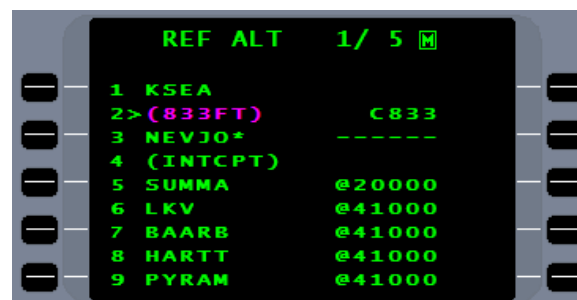 REF ALT 1/ 5 M
1 KSEA
2>(833FT) C833
3 NEVJO* ------
4 (INTCPT)
5 SUMMA @20000
6 LKV @41000
7 BAARB @41000
8 HARTT @41000
9 PYRAM @41000